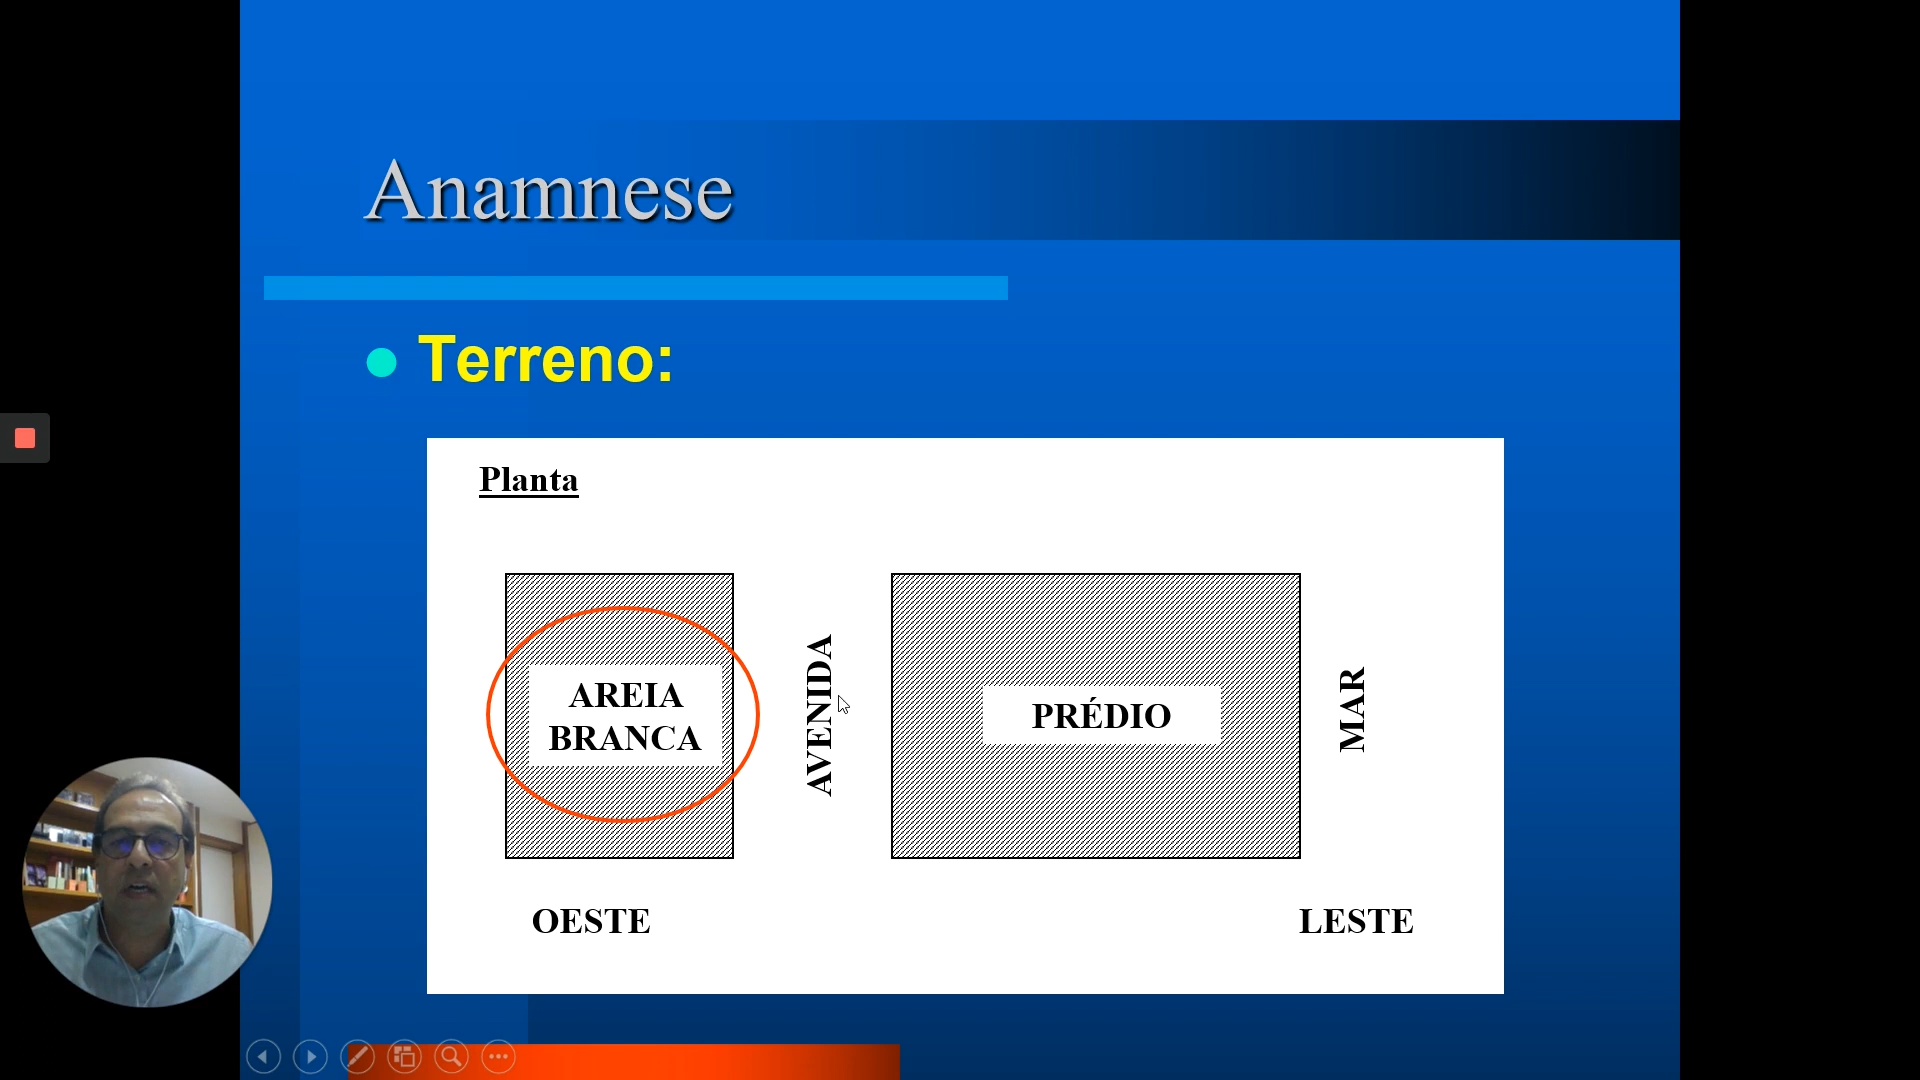 Anamnese
Terreno:
Planta
AREIA
BRANCA
AVENIDA
PRÉDIO
MAR
OESTE
LESTE